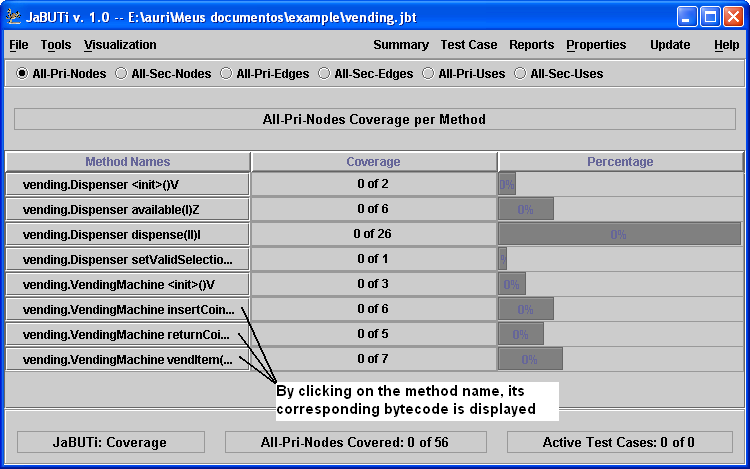 JaBUTi v. 1.0 -- E:\auri\Meus documentos\example\vending.jbt
File Tools Visualization Summary Test Case Reports Properties Update Help
All-Pri-Nodes All-Sec-Nodes All-Pri-Edges All-Sec-Edges All-Pri-Uses All-Sec-Uses
All-Pri-Nodes Coverage per Method
Method Names Coverage Percentage
vending.Dispenser <init>()V 0 of 2 0%
vending.Dispenser available(I)Z 0 of 6 0%
vending.Dispenser dispense(II)I 0 of 26 0%
vending.Dispenser setValidSelectio... 0 of 1
vending.VendingMachine <init>()V 0 of 3 0%
vending.VendingMachine insertCoin... 0 of 6 0%
vending.VendingMachine returnCoi... 0 of 5 0%
vending.VendingMachine vendItem(... 0 of 7 0%
By clicking on the method name, its
corresponding bytecode is displayed
JaBUTi: Coverage All-Pri-Nodes Covered: 0 of 56 Active Test Cases: 0 of 0